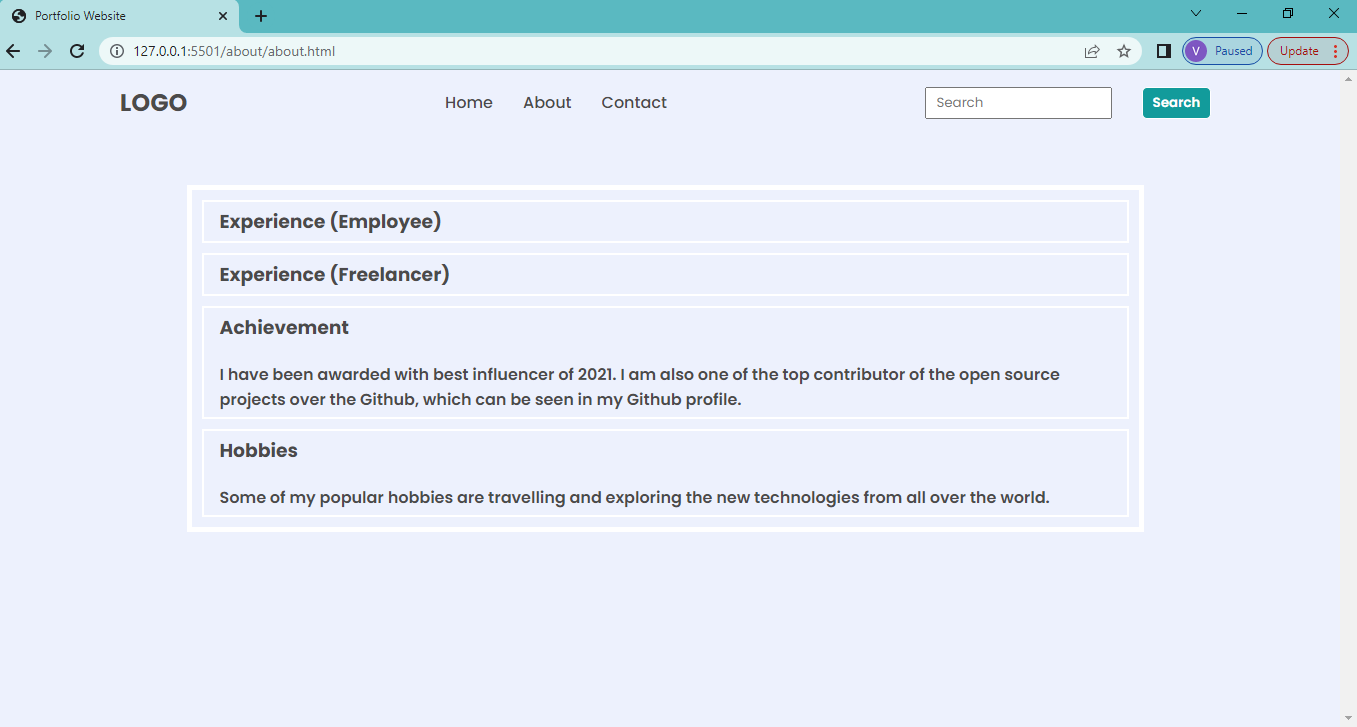 Portfolio Website
127.0.0.1:5501/about/about.html
V Paused Update
LOGO Home About Contact Search Search
Experience (Employee)
Experience (Freelancer)
Achievement
I have been awarded with best influencer of 2021. I am also one of the top contributor of the open source
projects over the Github, which can be seen in my Github profile.
Hobbies
Some of my popular hobbies are travelling and exploring the new technologies from all over the world.